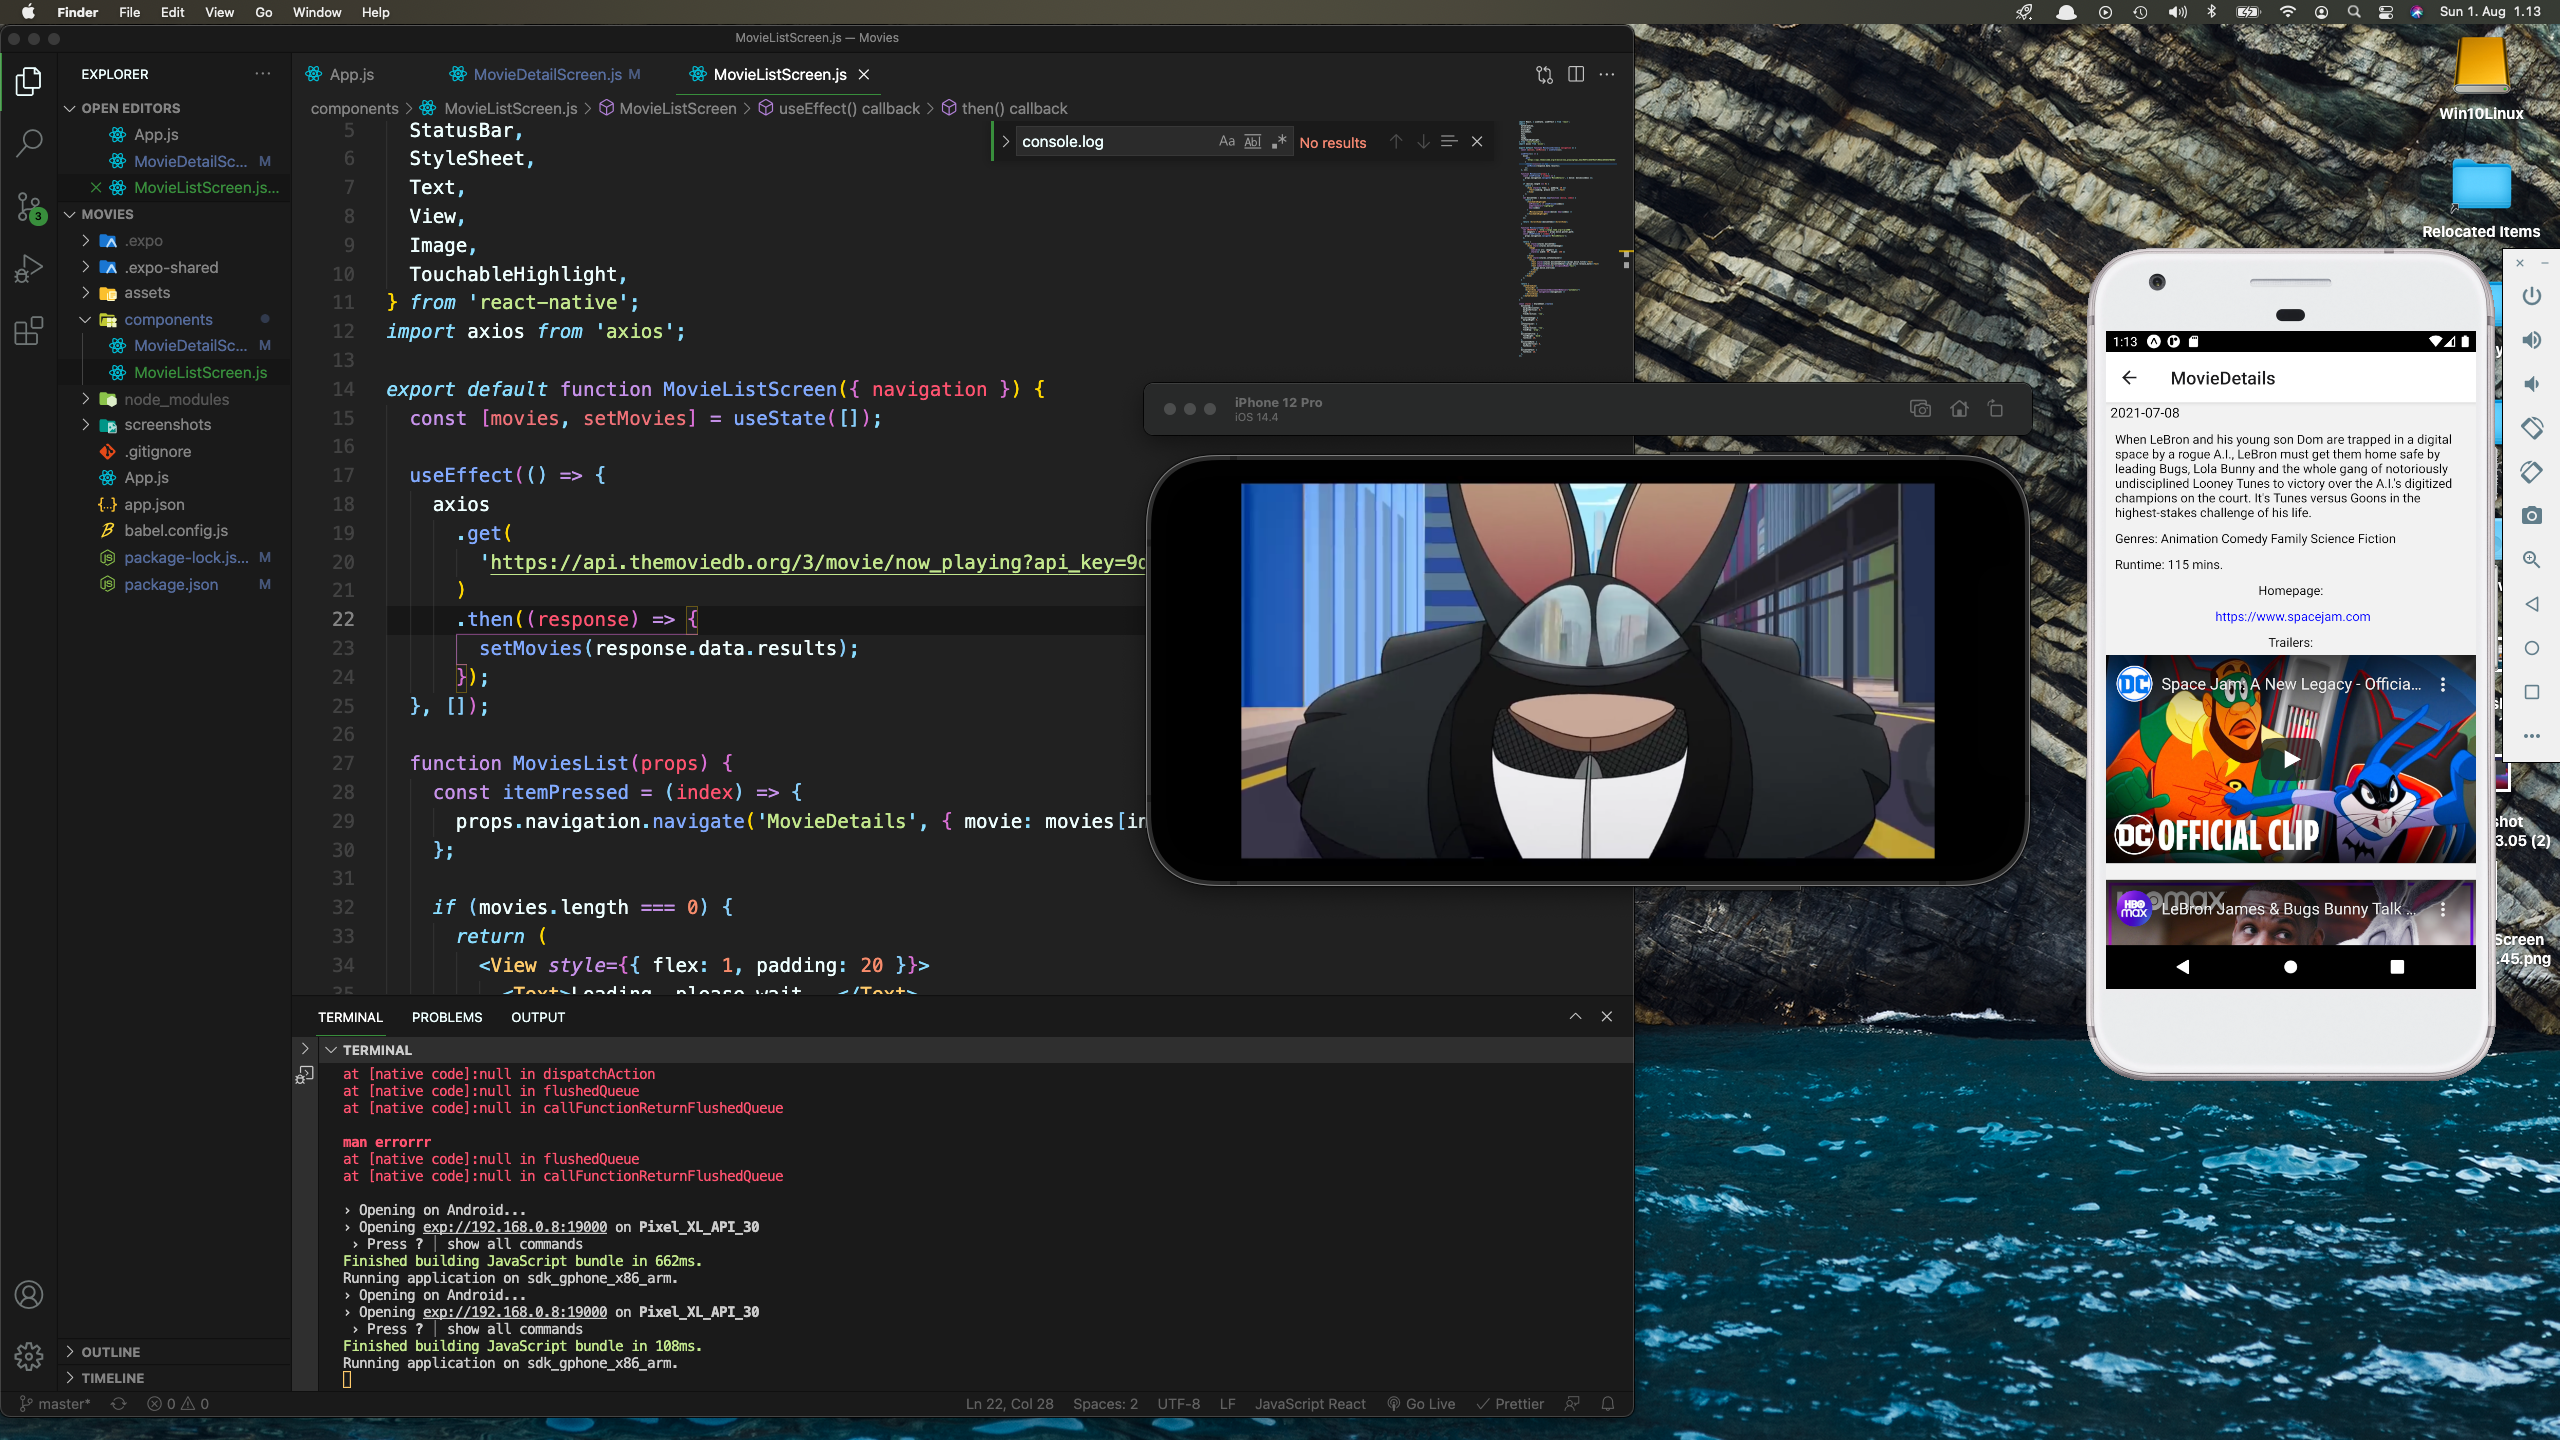 Finder File Edit View Go Window Help
Sun 1. Aug 1.13
MovieListScreen.js — Movies
EXPLORER
OPEN EDITORS
App.js
MovieDetailSc... M
MovieListScreen.js...
MOVIES
.expo
.expo-shared
assets
components
MovieDetailSc... M
MovieListScreen.js
node_modules
screenshots
.gitignore
App.js
app.json
babel.config.js
package-lock.js... M
package.json M
OUTLINE
TIMELINE
3
App.js MovieDetailScreen.js M MovieListScreen.js
components > MovieListScreen.js > MovieListScreen > useEffect() callback > then() callback
console.log Aa Abl .* No results
5 StatusBar,
6 StyleSheet,
7 Text,
8 View,
9 Image,
10 TouchableHighlight,
11 } from 'react-native';
12 import axios from 'axios';
13
14 export default function MovieListScreen({ navigation }) {
15 const [movies, setMovies] = useState([]);
16
17 useEffect(() => {
18 axios
19 .get(
20 'https://api.themoviedb.org/3/movie/now_playing?api_key=9
21 )
22 .then((response) => {
23 setMovies(response.data.results);
24 });
25 }, []);
26
27 function MoviesList(props) {
28 const itemPressed = (index) => {
29 props.navigation.navigate('MovieDetails', { movie: movies[in
30 };
31
32 if (movies.length === 0) {
33 return (
34 <View style={{ flex: 1, padding: 20 }}>
35 <Text>Loading, please wait...</Text>
TERMINAL PROBLEMS OUTPUT
TERMINAL
at [native code]:null in dispatchAction
at [native code]:null in flushedQueue
at [native code]:null in callFunctionReturnFlushedQueue
man errorrr
at [native code]:null in flushedQueue
at [native code]:null in callFunctionReturnFlushedQueue
› Opening on Android...
› Opening exp://192.168.0.8:19000 on Pixel_XL_API_30
› Press ? │ show all commands
Finished building JavaScript bundle in 662ms.
Running application on sdk_gphone_x86_arm.
› Opening on Android...
› Opening exp://192.168.0.8:19000 on Pixel_XL_API_30
› Press ? │ show all commands
Finished building JavaScript bundle in 108ms.
Running application on sdk_gphone_x86_arm.
master* 0 0 Ln 22, Col 28 Spaces: 2 UTF-8 LF JavaScript React Go Live Prettier
iPhone 12 Pro
iOS 14.4
Win10Linux
Relocated Items
1:13
MovieDetails
2021-07-08
When LeBron and his young son Dom are trapped in a digital
space by a rogue A.I., LeBron must get them home safe by
leading Bugs, Lola Bunny and the whole gang of notoriously
undisciplined Looney Tunes to victory over the A.I.'s digitized
champions on the court. It's Tunes versus Goons in the
highest-stakes challenge of his life.
Genres: Animation Comedy Family Science Fiction
Runtime: 115 mins.
Homepage:
https://www.spacejam.com
Trailers:
DC Space Jam: A New Legacy - Officia...
DC OFFICIAL CLIP
HBO max LeBron James & Bugs Bunny Talk ...
shot
3.05 (2)
Screen
.45.png